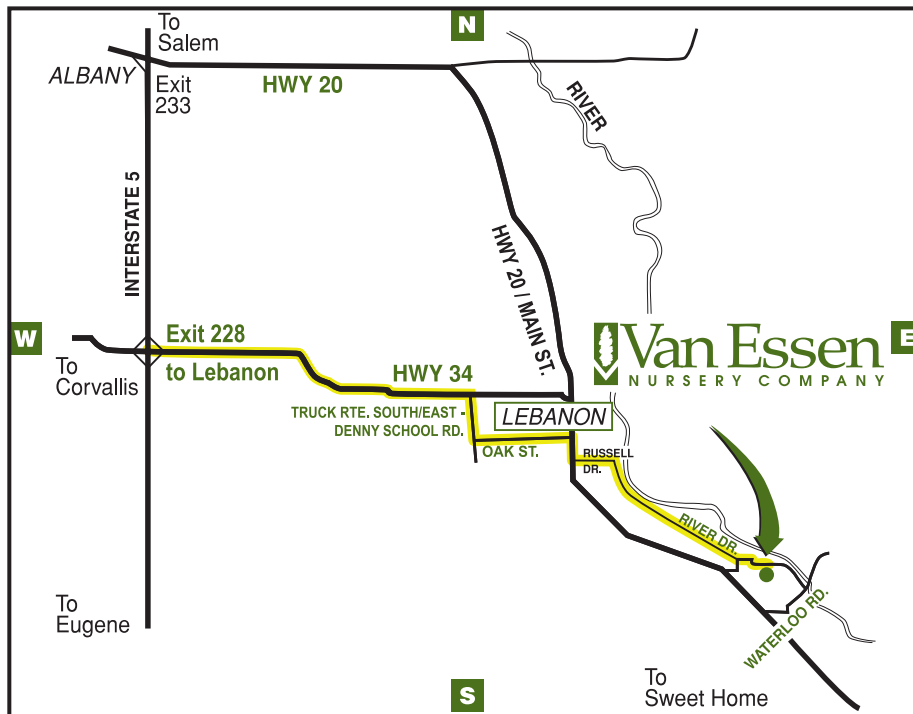 N
To
Salem
ALBANY
Exit
233
HWY 20
RIVER
INTERSTATE 5
HWY 20 / MAIN ST.
W
Exit 228
to Lebanon
To
Corvallis
HWY 34
Van Essen
NURSERY COMPANY
E
TRUCK RTE. SOUTH/EAST -
DENNY SCHOOL RD.
LEBANON
OAK ST.
RUSSELL
DR.
RIVER DR.
WATERLOO RD.
To
Eugene
To
Sweet Home
S